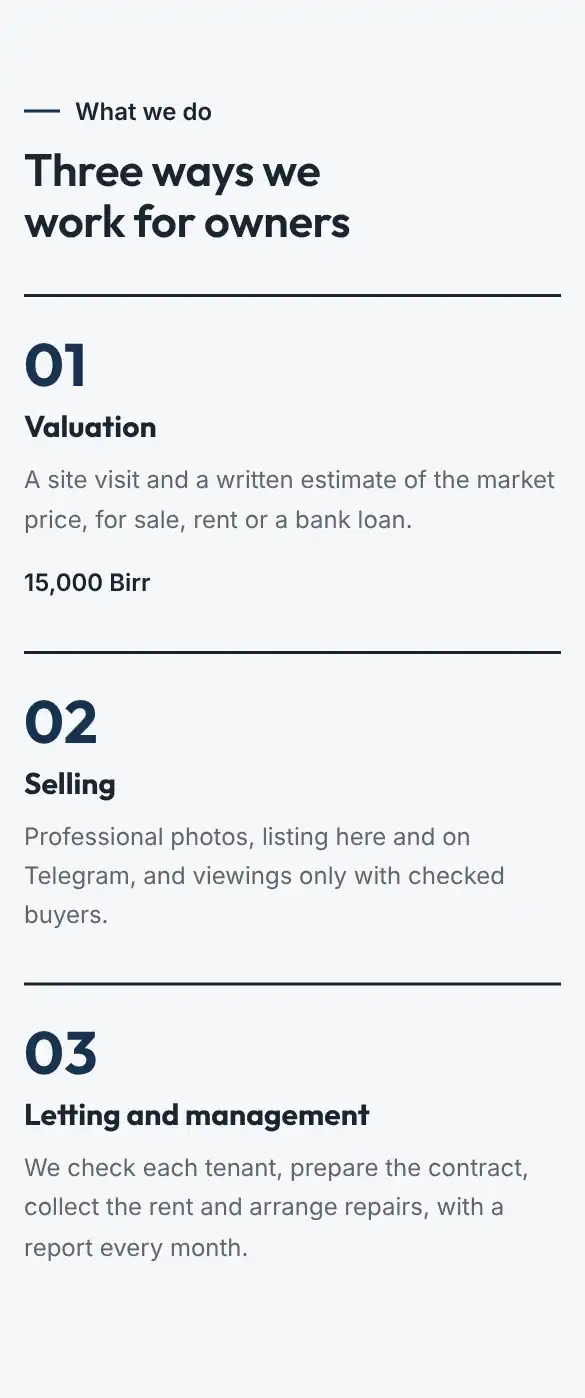 What we do
Three ways we
work for owners
01
Valuation
A site visit and a written estimate of the market
price, for sale, rent or a bank loan.
15,000 Birr
02
Selling
Professional photos, listing here and on
Telegram, and viewings only with checked
buyers.
03
Letting and management
We check each tenant, prepare the contract,
collect the rent and arrange repairs, with a
report every month.